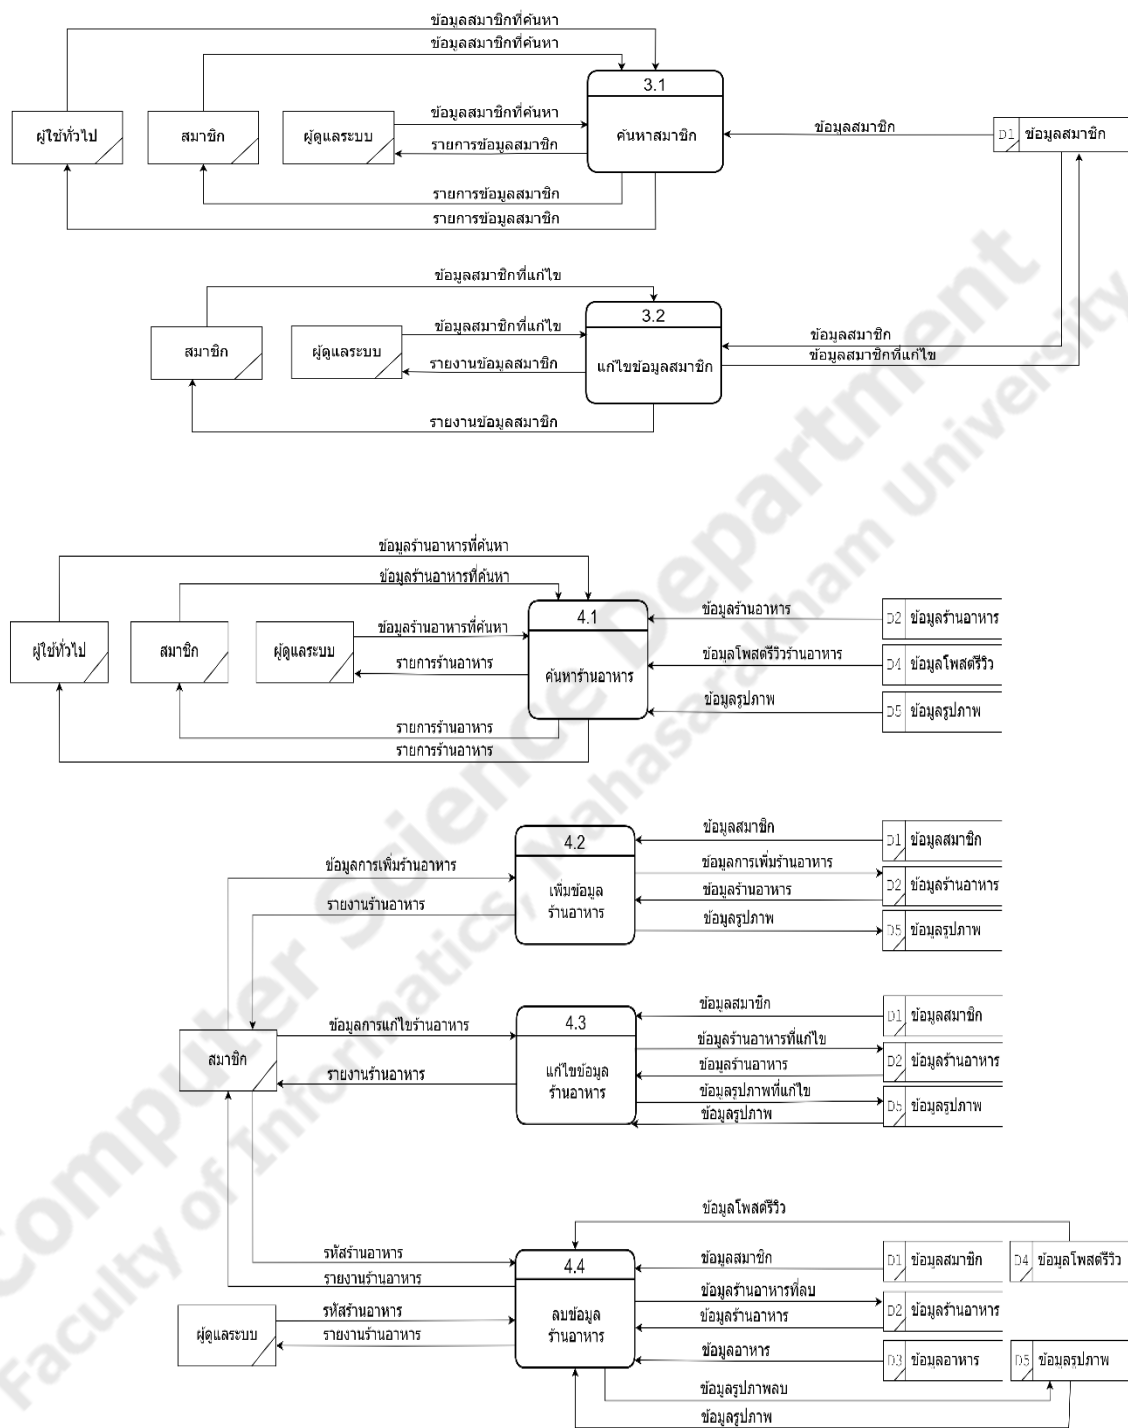 ข้อมูลสมาชิกที่ค้นหา
ข้อมูลสมาชิกที่ค้นหา
3.1
ผู้ใช้ทั่วไป
สมาชิก
ผู้ดูแลระบบ
ข้อมูลสมาชิกที่ค้นหา
รายการข้อมูลสมาชิก
ค้นหาสมาชิก
ข้อมูลสมาชิก
D1 ข้อมูลสมาชิก
รายการข้อมูลสมาชิก
รายการข้อมูลสมาชิก
ข้อมูลสมาชิกที่แก้ไข
3.2
สมาชิก
ผู้ดูแลระบบ
ข้อมูลสมาชิกที่แก้ไข
รายงานข้อมูลสมาชิก
แก้ไขข้อมูลสมาชิก
ข้อมูลสมาชิก
ข้อมูลสมาชิกที่แก้ไข
รายงานข้อมูลสมาชิก
ข้อมูลร้านอาหารที่ค้นหา
ข้อมูลร้านอาหารที่ค้นหา
4.1
ผู้ใช้ทั่วไป
สมาชิก
ผู้ดูแลระบบ
ข้อมูลร้านอาหารที่ค้นหา
รายการร้านอาหาร
ค้นหาร้านอาหาร
ข้อมูลร้านอาหาร
D2 ข้อมูลร้านอาหาร
ข้อมูลโพสต์รีวิวร้านอาหาร
D4 ข้อมูลโพสต์รีวิว
ข้อมูลรูปภาพ
D5 ข้อมูลรูปภาพ
รายการร้านอาหาร
รายการร้านอาหาร
4.2
เพิ่มข้อมูล
ร้านอาหาร
ข้อมูลการเพิ่มร้านอาหาร
รายงานร้านอาหาร
ข้อมูลสมาชิก
D1 ข้อมูลสมาชิก
ข้อมูลการเพิ่มร้านอาหาร
ข้อมูลร้านอาหาร
D2 ข้อมูลร้านอาหาร
ข้อมูลรูปภาพ
D5 ข้อมูลรูปภาพ
สมาชิก
ข้อมูลการแก้ไขร้านอาหาร
รายงานร้านอาหาร
4.3
แก้ไขข้อมูล
ร้านอาหาร
ข้อมูลสมาชิก
D1 ข้อมูลสมาชิก
ข้อมูลร้านอาหารที่แก้ไข
ข้อมูลร้านอาหาร
D2 ข้อมูลร้านอาหาร
ข้อมูลรูปภาพที่แก้ไข
ข้อมูลรูปภาพ
D5 ข้อมูลรูปภาพ
ข้อมูลโพสต์รีวิว
รหัสร้านอาหาร
รายงานร้านอาหาร
ผู้ดูแลระบบ
รหัสร้านอาหาร
รายงานร้านอาหาร
4.4
ลบข้อมูล
ร้านอาหาร
ข้อมูลสมาชิก
D1 ข้อมูลสมาชิก
D4 ข้อมูลโพสต์รีวิว
ข้อมูลร้านอาหารที่ลบ
ข้อมูลร้านอาหาร
D2 ข้อมูลร้านอาหาร
ข้อมูลอาหาร
D3 ข้อมูลอาหาร
D5 ข้อมูลรูปภาพ
ข้อมูลรูปภาพลบ
ข้อมูลรูปภาพ
Computer Science Department
Faculty of Informatics, Mahasarakham University